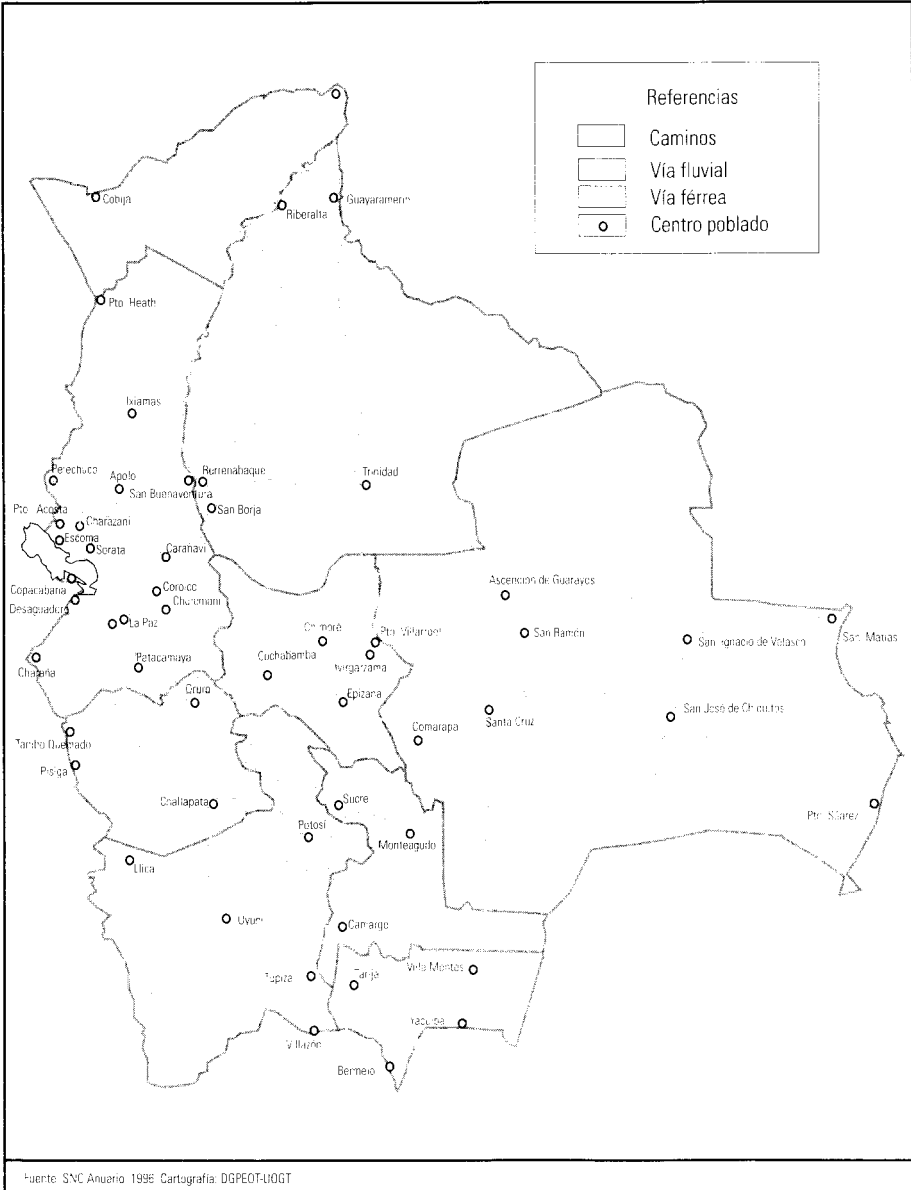 Referencias
Caminos
Vía fluvial
Vía férrea
Centro poblado
Cobija
Riberalta
Guayaramerín
Pto. Heath
Ixiamas
Pelechuco
Apolo
San Buenaventura
Rurrenabaque
Trinidad
San Borja
Pto. Acosta
Charazani
Escoma
Sorata
Caranavi
Copacabana
Desaguadero
Coroico
Chulumani
La Paz
Ascención de Guarayos
Chimoré
Pto. Villarroel
San Ramón
San Ignacio de Velasco
San Matías
Charaña
Patacamaya
Cochabamba
Ivirgarzama
Oruro
Epizana
Santa Cruz
San José de Chiquitos
Comarapa
Tambo Quemado
Pisiga
Challapata
Sucre
Pto. Súarez
Potosí
Monteagudo
Llica
Uyuni
Camargo
Tupiza
Tarija
Villa Montes
Yacuiba
Villazón
Bermejo
Fuente: SNC Anuario 1996 Cartografía: DGPEOT-UOGT